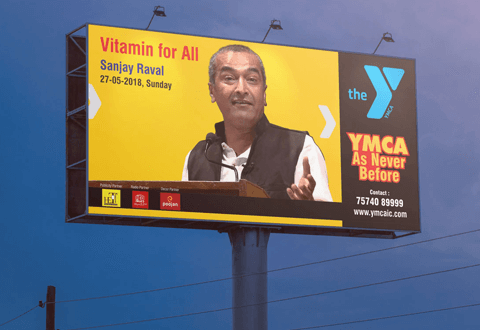 Vitamin for All
Sanjay Raval
27-05-2018, Sunday
the
YMCA
YMCA
As Never
Before
Contact :
75740 89999
www.ymcaic.com